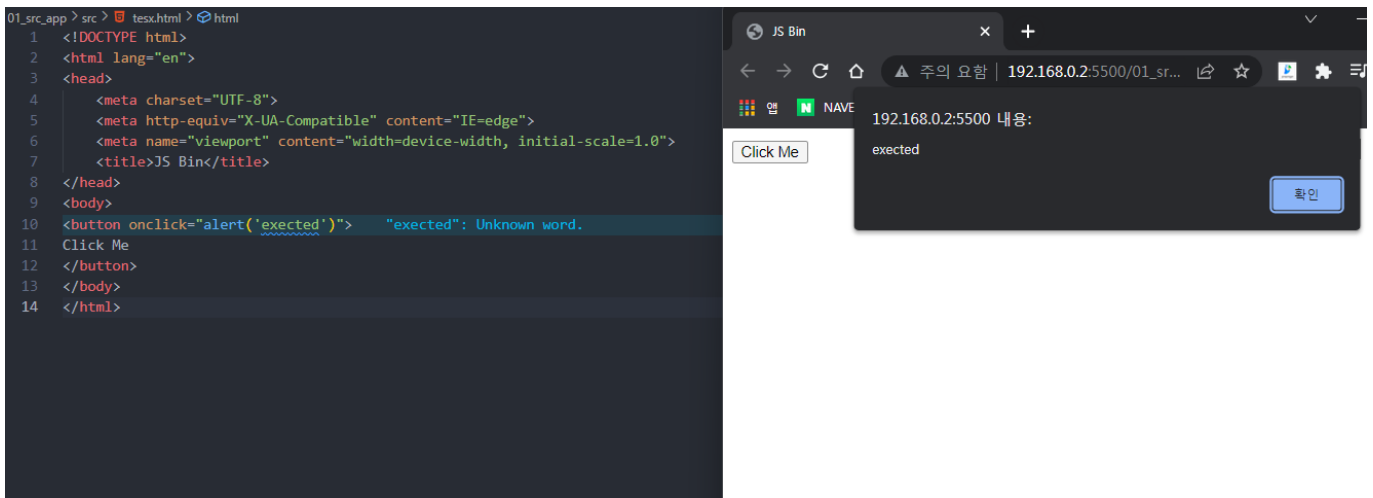 01_src_app > src > tesx.html > html
1 <!DOCTYPE html>
2 <html lang="en">
3 <head>
4 <meta charset="UTF-8">
5 <meta http-equiv="X-UA-Compatible" content="IE=edge">
6 <meta name="viewport" content="width=device-width, initial-scale=1.0">
7 <title>JS Bin</title>
8 </head>
9 <body>
10 <button onclick="alert('exected')"> "exected": Unknown word.
11 Click Me
12 </button>
13 </body>
14 </html>
JS Bin
주의 요함 | 192.168.0.2:5500/01_sr...
앱 N NAVE
192.168.0.2:5500 내용:
exected
확인
Click Me